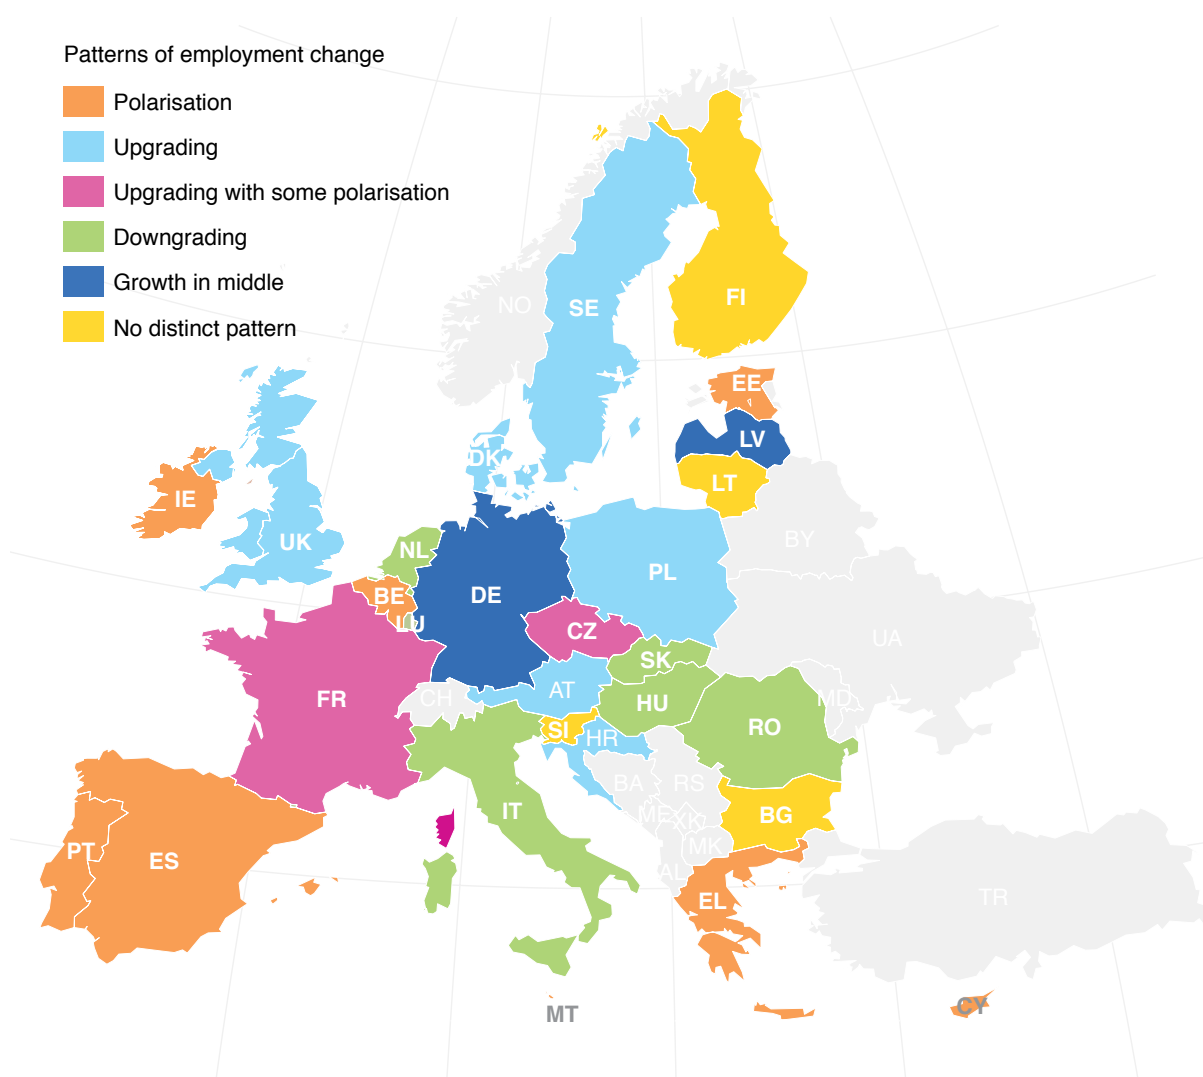 Patterns of employment change
Polarisation
Upgrading
Upgrading with some polarisation
Downgrading
Growth in middle
No distinct pattern
NO
SE
FI
EE
LV
LT
DK
IE
UK
NL
BE
LU
DE
PL
BY
UA
CZ
SK
FR
CH
AT
HU
MD
RO
SI
HR
BA
RS
IT
ME
XK
BG
MK
AL
PT
ES
EL
TR
MT
CY